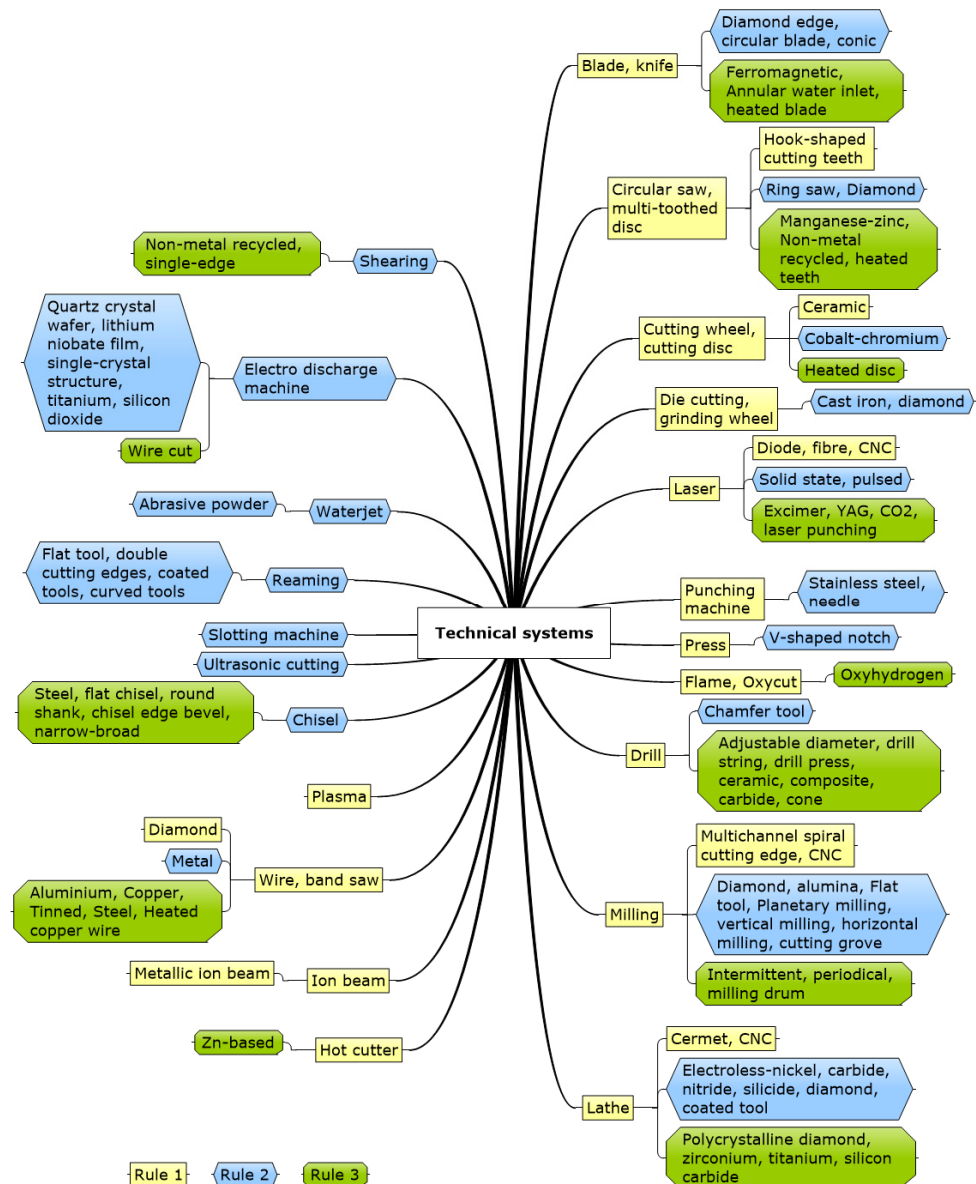 Diamond edge,
circular blade, conic
Blade, knife
Ferromagnetic,
Annular water inlet,
heated blade
Hook-shaped
cutting teeth
Circular saw,
multi-toothed
disc
Ring saw, Diamond
Manganese-zinc,
Non-metal
recycled, heated
teeth
Non-metal recycled,
single-edge
Shearing
Quartz crystal
wafer, lithium
niobate film,
single-crystal
structure,
titanium, silicon
dioxide
Electro discharge
machine
Wire cut
Ceramic
Cutting wheel,
cutting disc
Cobalt-chromium
Heated disc
Die cutting,
grinding wheel
Cast iron, diamond
Diode, fibre, CNC
Laser
Solid state, pulsed
Excimer, YAG, CO2,
laser punching
Abrasive powder
Waterjet
Flat tool, double
cutting edges, coated
tools, curved tools
Reaming
Punching
machine
Stainless steel,
needle
Technical systems
Slotting machine
Press
V-shaped notch
Ultrasonic cutting
Flame, Oxycut
Oxyhydrogen
Steel, flat chisel, round
shank, chisel edge bevel,
narrow-broad
Chisel
Chamfer tool
Drill
Adjustable diameter, drill
string, drill press,
ceramic, composite,
carbide, cone
Plasma
Diamond
Metal
Wire, band saw
Aluminium, Copper,
Tinned, Steel, Heated
copper wire
Multichannel spiral
cutting edge, CNC
Milling
Diamond, alumina, Flat
tool, Planetary milling,
vertical milling, horizontal
milling, cutting grove
Intermittent, periodical,
milling drum
Metallic ion beam
Ion beam
Zn-based
Hot cutter
Cermet, CNC
Lathe
Electroless-nickel, carbide,
nitride, silicide, diamond,
coated tool
Polycrystalline diamond,
zirconium, titanium, silicon
carbide
Rule 1
Rule 2
Rule 3